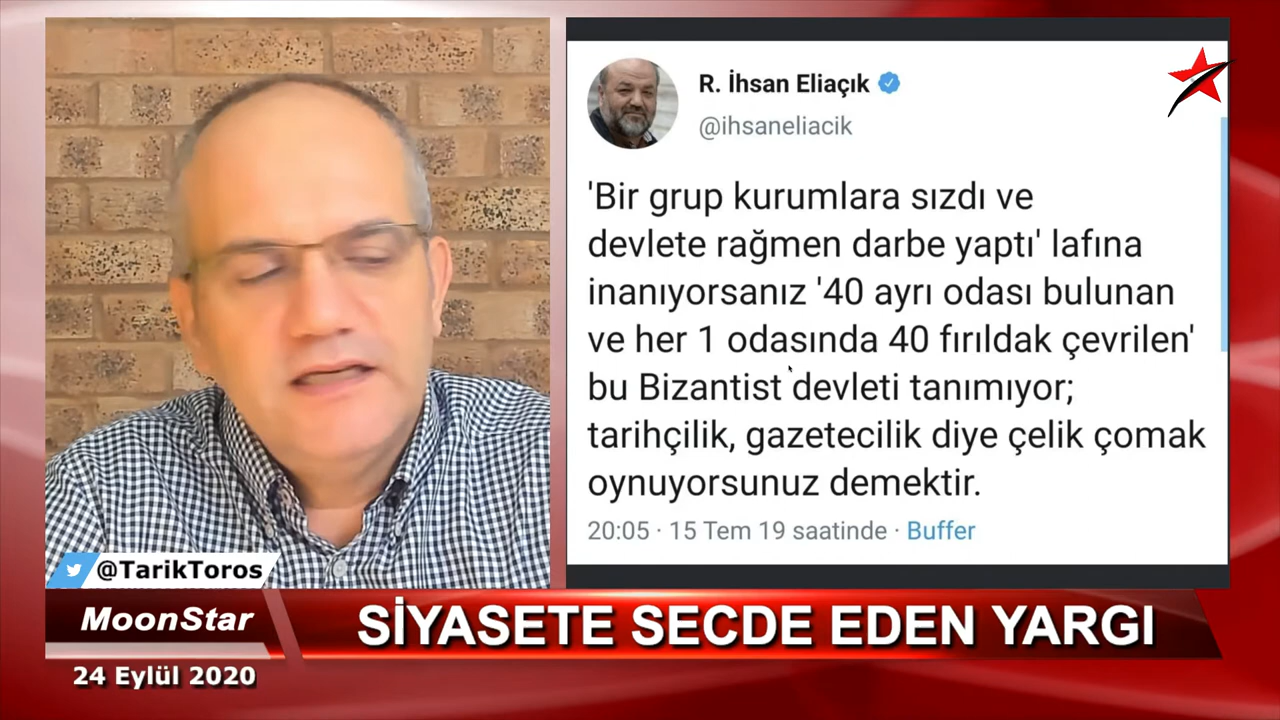 R. İhsan Eliaçık
@ihsaneliacik
'Bir grup kurumlara sızdı ve
devlete rağmen darbe yaptı' lafına
inanıyorsanız '40 ayrı odası bulunan
ve her 1 odasında 40 fırıldak çevrilen'
bu Bizantist devleti tanımıyor;
tarihçilik, gazetecilik diye çelik çomak
oynuyorsunuz demektir.
20:05 · 15 Tem 19 saatinde · Buffer
@TarikToros
MoonStar
SİYASETE SECDE EDEN YARGI
24 Eylül 2020